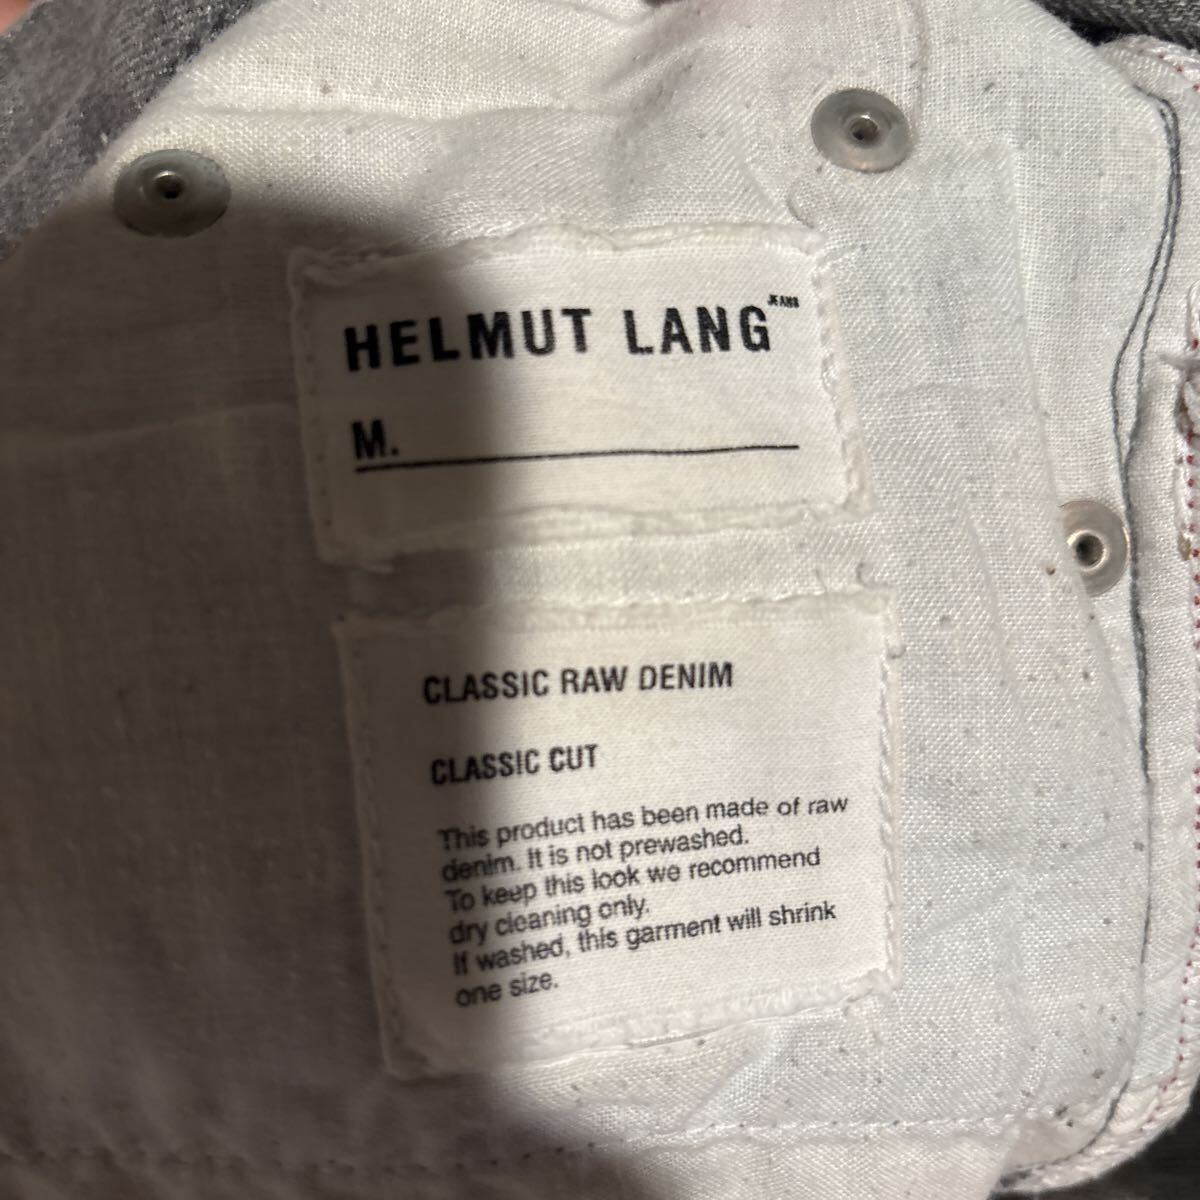 HELMUT LANG JEANS
M.
CLASSIC RAW DENIM
CLASSIC CUT
This product has been made of raw
denim. It is not prewashed.
To keep this look we recommend
dry cleaning only.
If washed, this garment will shrink
one size.